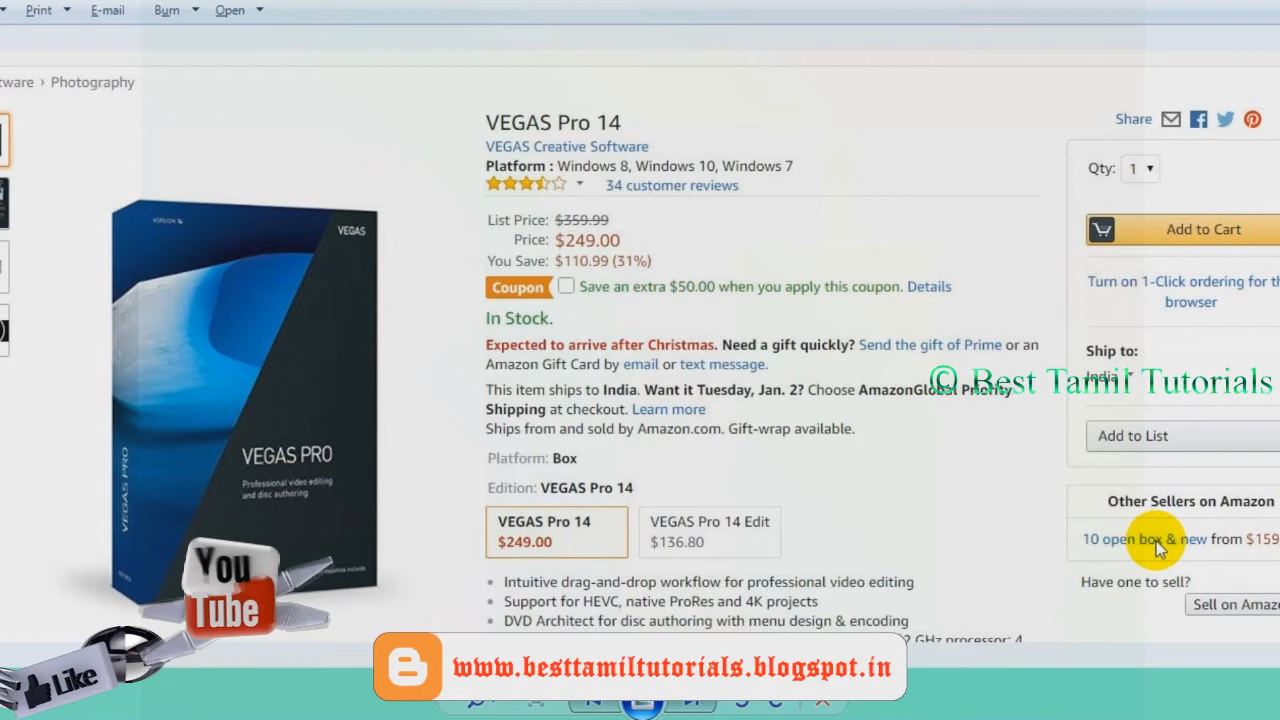 Print
E-mail
Burn
Open
tware › Photography
VEGAS Pro 14
VEGAS Creative Software
Platform : Windows 8, Windows 10, Windows 7
34 customer reviews
List Price: $359.99
Price: $249.00
You Save: $110.99 (31%)
Coupon Save an extra $50.00 when you apply this coupon. Details
In Stock.
Expected to arrive after Christmas. Need a gift quickly? Send the gift of Prime or an
Amazon Gift Card by email or text message.
This item ships to India. Want it Tuesday, Jan. 2? Choose AmazonGlobal Priority
Shipping at checkout. Learn more
Ships from and sold by Amazon.com. Gift-wrap available.
Platform: Box
Edition: VEGAS Pro 14
VEGAS Pro 14
$249.00
VEGAS Pro 14 Edit
$136.80
• Intuitive drag-and-drop workflow for professional video editing
• Support for HEVC, native ProRes and 4K projects
• DVD Architect for disc authoring with menu design & encoding
2 GHz processor; 4
Share
Qty: 1
Add to Cart
Turn on 1-Click ordering for th
browser
Ship to:
India
© Best Tamil Tutorials
Add to List
Other Sellers on Amazon
10 open box & new from $159
Have one to sell?
Sell on Amazo
VERSION 14
VEGAS
VEGAS PRO
Professional video editing
and disc authoring
VEGAS PRO
You
Tube
Like
www.besttamiltutorials.blogspot.in